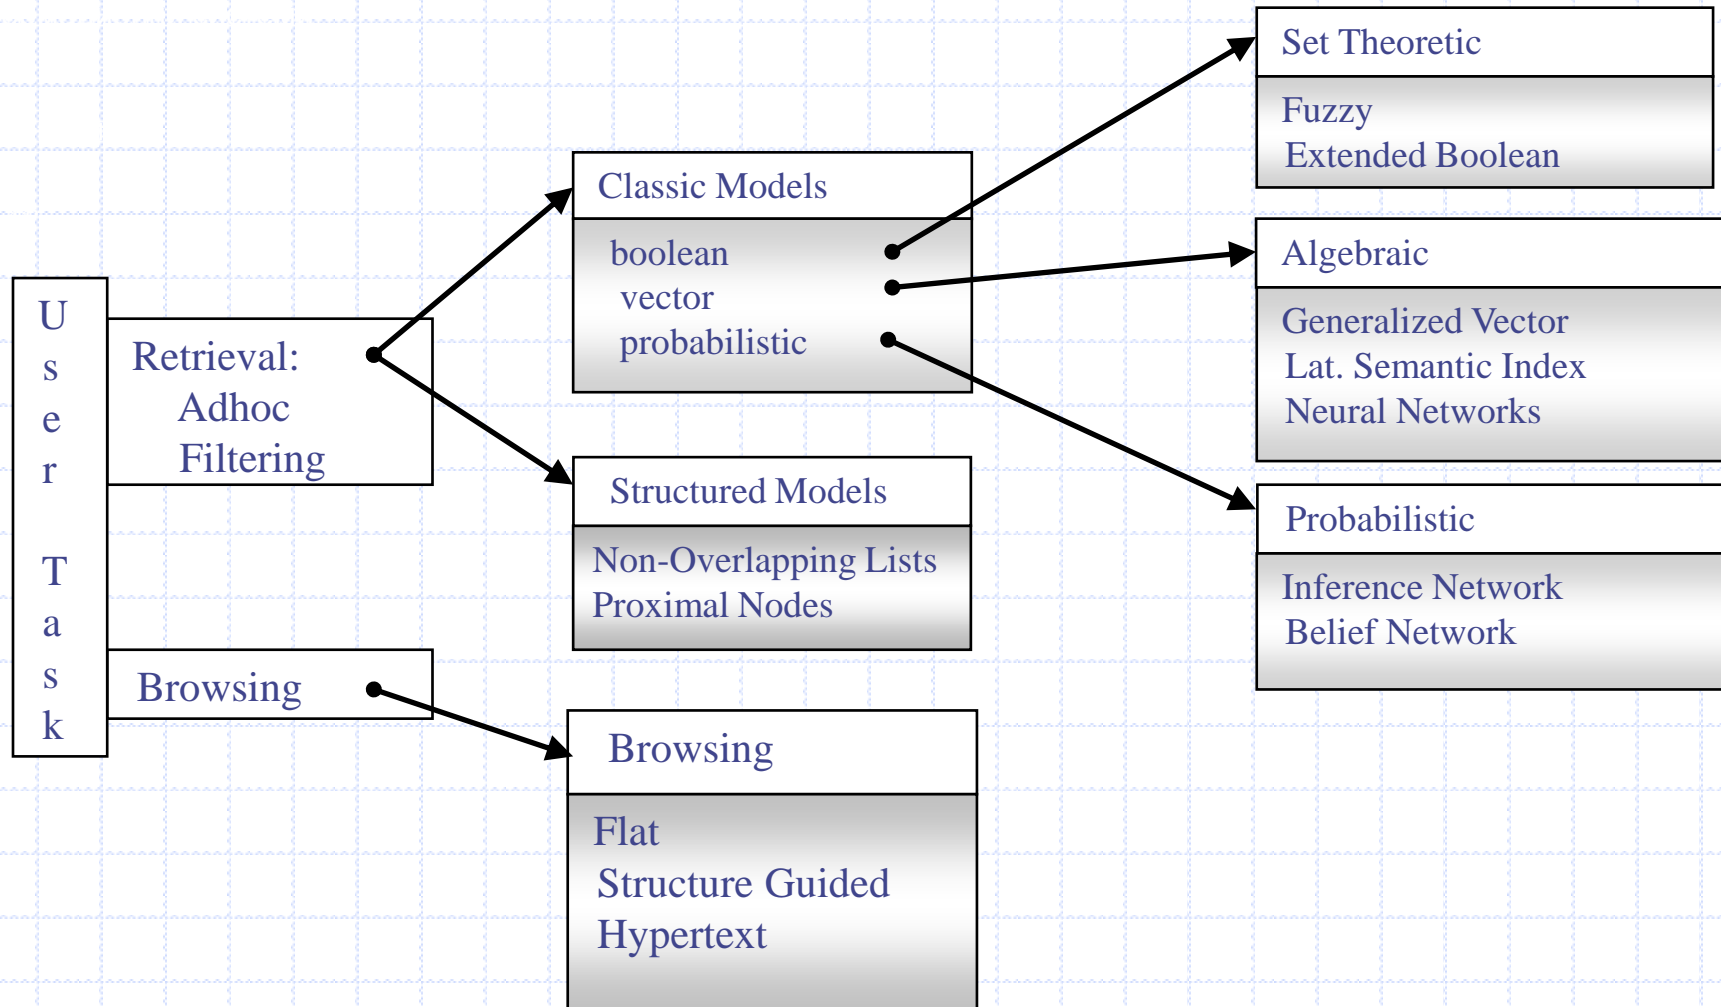 User Task
Retrieval:
Adhoc
Filtering
Browsing
Classic Models
boolean
vector
probabilistic
Structured Models
Non-Overlapping Lists
Proximal Nodes
Browsing
Flat
Structure Guided
Hypertext
Set Theoretic
Fuzzy
Extended Boolean
Algebraic
Generalized Vector
Lat. Semantic Index
Neural Networks
Probabilistic
Inference Network
Belief Network